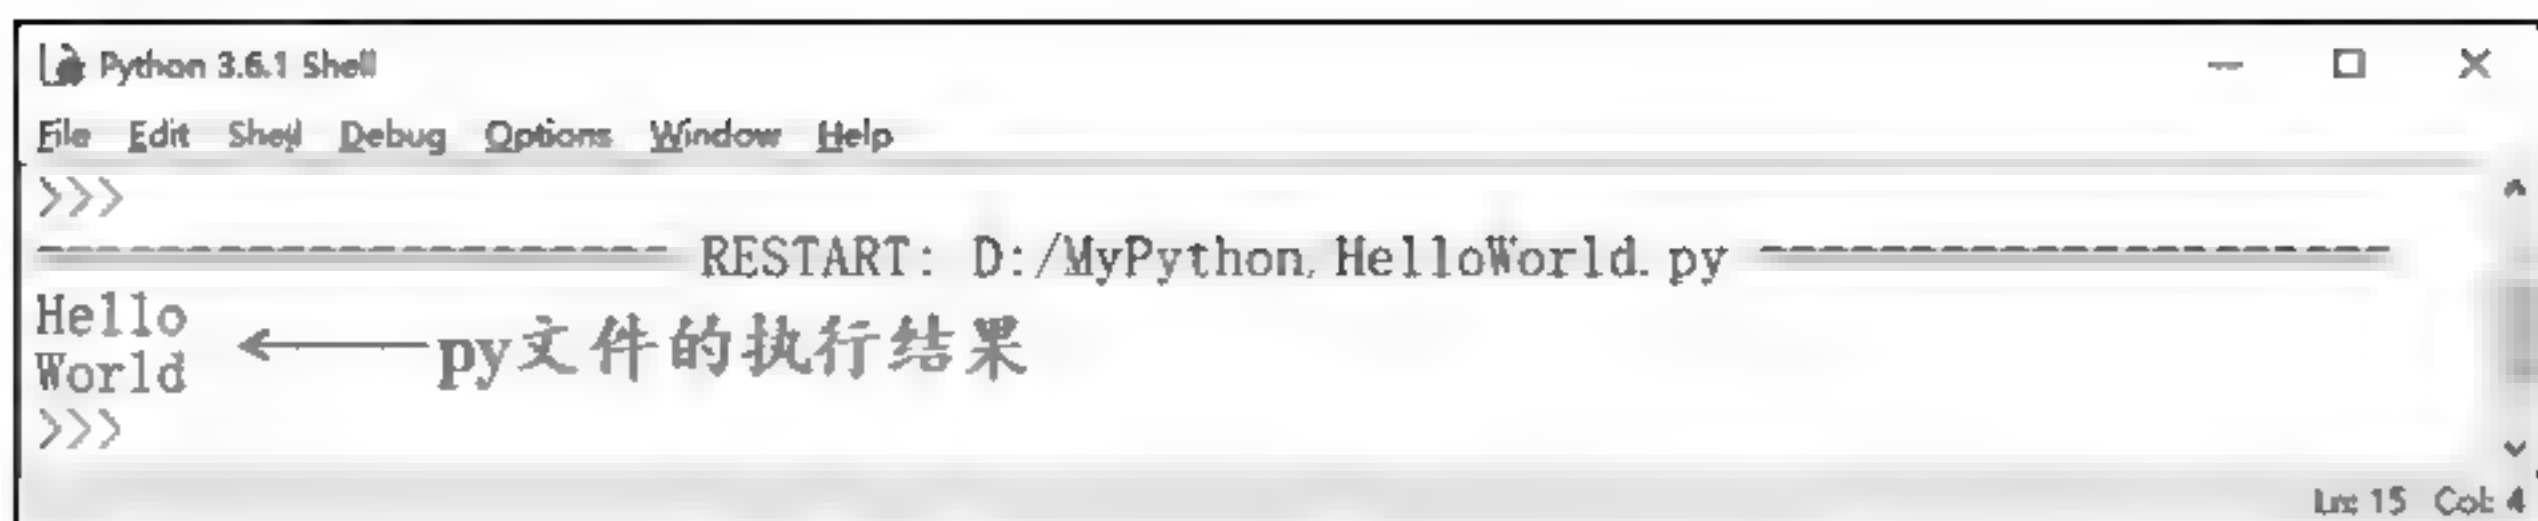 Python 3.6.1 Shell
File Edit Shell Debug Options Window Help
>>>
===================== RESTART: D:/MyPython/HelloWorld.py =====================
Hello
World
py文件的执行结果
>>>
Ln: 15 Col: 4